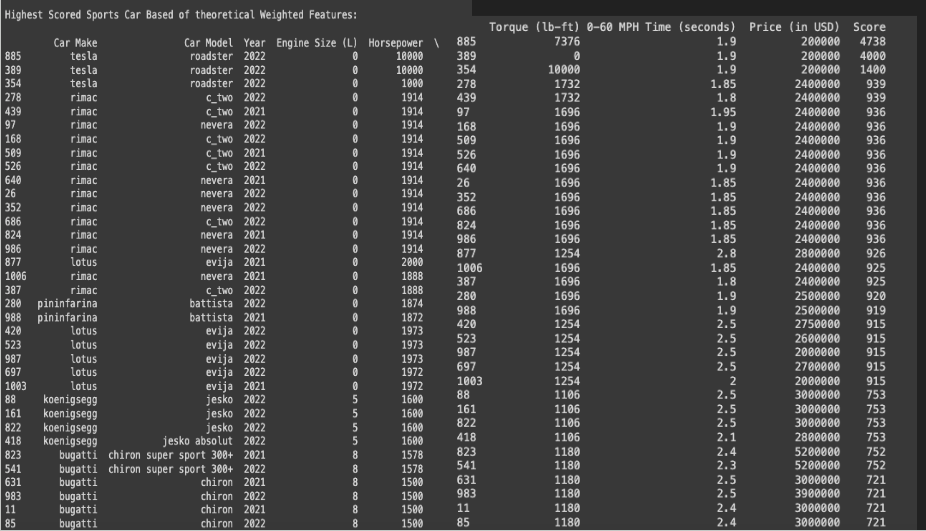 Highest Scored Sports Car Based of theoretical Weighted Features:
Car Make Car Model Year Engine Size (L) Horsepower \
885 tesla roadster 2022 0 10000
389 tesla roadster 2022 0 10000
354 tesla roadster 2022 0 1000
278 rimac c_two 2022 0 1914
439 rimac c_two 2021 0 1914
97 rimac nevera 2022 0 1914
168 rimac c_two 2022 0 1914
509 rimac c_two 2021 0 1914
526 rimac c_two 2022 0 1914
640 rimac nevera 2021 0 1914
26 rimac nevera 2022 0 1914
352 rimac nevera 2022 0 1914
686 rimac c_two 2022 0 1914
824 rimac nevera 2021 0 1914
986 rimac nevera 2022 0 1914
877 lotus evija 2021 0 2000
1006 rimac nevera 2021 0 1888
387 rimac c_two 2022 0 1888
280 pininfarina battista 2022 0 1874
988 pininfarina battista 2021 0 1872
420 lotus evija 2022 0 1973
523 lotus evija 2022 0 1973
987 lotus evija 2022 0 1973
697 lotus evija 2022 0 1972
1003 lotus evija 2021 0 1972
88 koenigsegg jesko 2022 5 1600
161 koenigsegg jesko 2022 5 1600
822 koenigsegg jesko 2022 5 1600
418 koenigsegg jesko absolut 2022 5 1600
823 bugatti chiron super sport 300+ 2021 8 1578
541 bugatti chiron super sport 300+ 2022 8 1578
631 bugatti chiron 2021 8 1500
983 bugatti chiron 2022 8 1500
11 bugatti chiron 2021 8 1500
85 bugatti chiron 2022 8 1500
Torque (lb-ft) 0-60 MPH Time (seconds) Price (in USD) Score
885 7376 1.9 200000 4738
389 0 1.9 200000 4000
354 10000 1.9 200000 1400
278 1732 1.85 2400000 939
439 1732 1.8 2400000 939
97 1696 1.95 2400000 936
168 1696 1.9 2400000 936
509 1696 1.9 2400000 936
526 1696 1.9 2400000 936
640 1696 1.9 2400000 936
26 1696 1.85 2400000 936
352 1696 1.85 2400000 936
686 1696 1.85 2400000 936
824 1696 1.85 2400000 936
986 1696 1.85 2400000 936
877 1254 2.8 2800000 926
1006 1696 1.85 2400000 925
387 1696 1.8 2400000 925
280 1696 1.9 2500000 920
988 1696 1.9 2500000 919
420 1254 2.5 2750000 915
523 1254 2.5 2600000 915
987 1254 2.5 2000000 915
697 1254 2.5 2700000 915
1003 1254 2 2000000 915
88 1106 2.5 3000000 753
161 1106 2.5 3000000 753
822 1106 2.5 3000000 753
418 1106 2.1 2800000 753
823 1180 2.4 5200000 752
541 1180 2.3 5200000 752
631 1180 2.5 3000000 721
983 1180 2.5 3900000 721
11 1180 2.4 3000000 721
85 1180 2.4 3000000 721